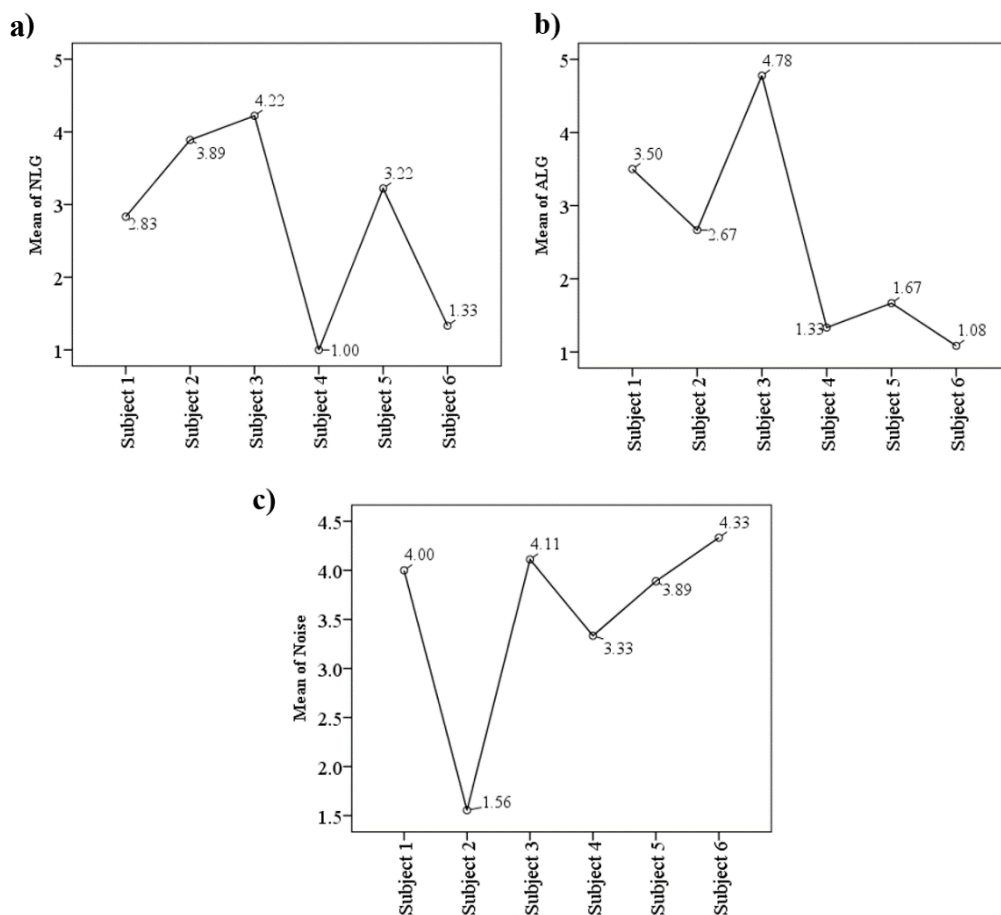 a)
Mean of NLG
5
4
3
2
1
2.83
3.89
4.22
1.00
3.22
1.33
Subject 1
Subject 2
Subject 3
Subject 4
Subject 5
Subject 6
b)
Mean of ALG
5
4
3
2
1
3.50
2.67
4.78
1.33
1.67
1.08
Subject 1
Subject 2
Subject 3
Subject 4
Subject 5
Subject 6
c)
Mean of Noise
4.5
4.0
3.5
3.0
2.5
2.0
1.5
4.00
1.56
4.11
3.33
3.89
4.33
Subject 1
Subject 2
Subject 3
Subject 4
Subject 5
Subject 6